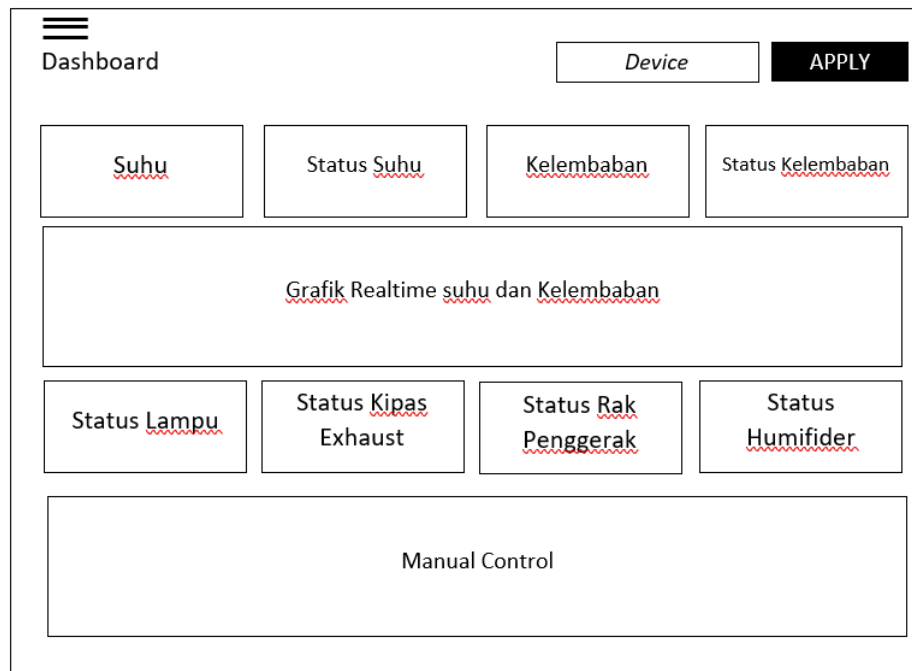 Dashboard
Device
APPLY
Suhu
Status Suhu
Kelembaban
Status Kelembaban
Grafik Realtime suhu dan Kelembaban
Status Lampu
Status Kipas
Exhaust
Status Rak
Penggerak
Status
Humifider
Manual Control